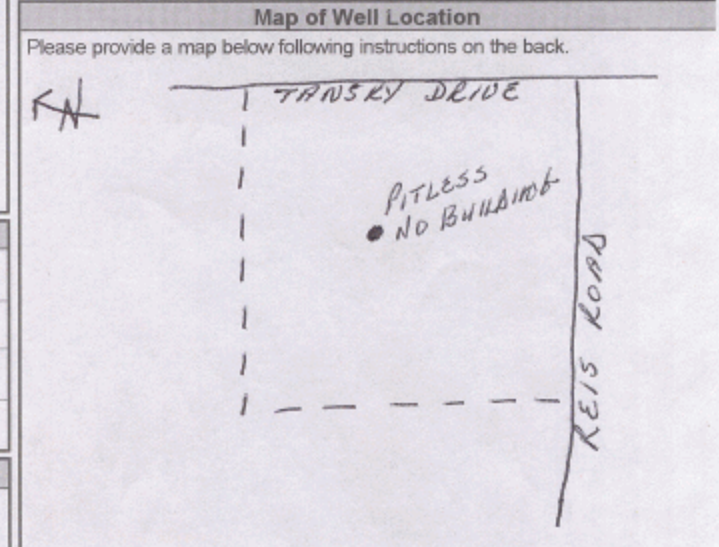 Map of Well Location
Please provide a map below following instructions on the back.
N
TANSKY DRIVE
PITLESS
NO BUILDING
REIS ROAD